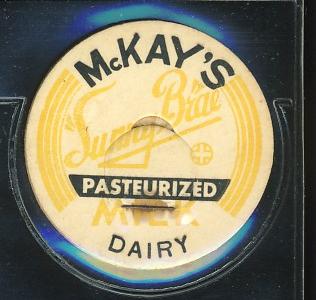 McKAY'S
"Sunny Brae"
PASTEURIZED
MILK
DAIRY